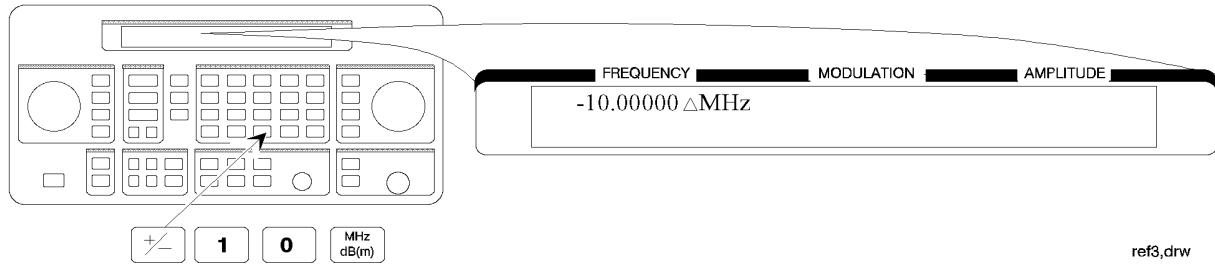 FREQUENCY MODULATION AMPLITUDE
-10.00000 △MHz
+/− 1 0 MHz dB(m)
ref3,drw